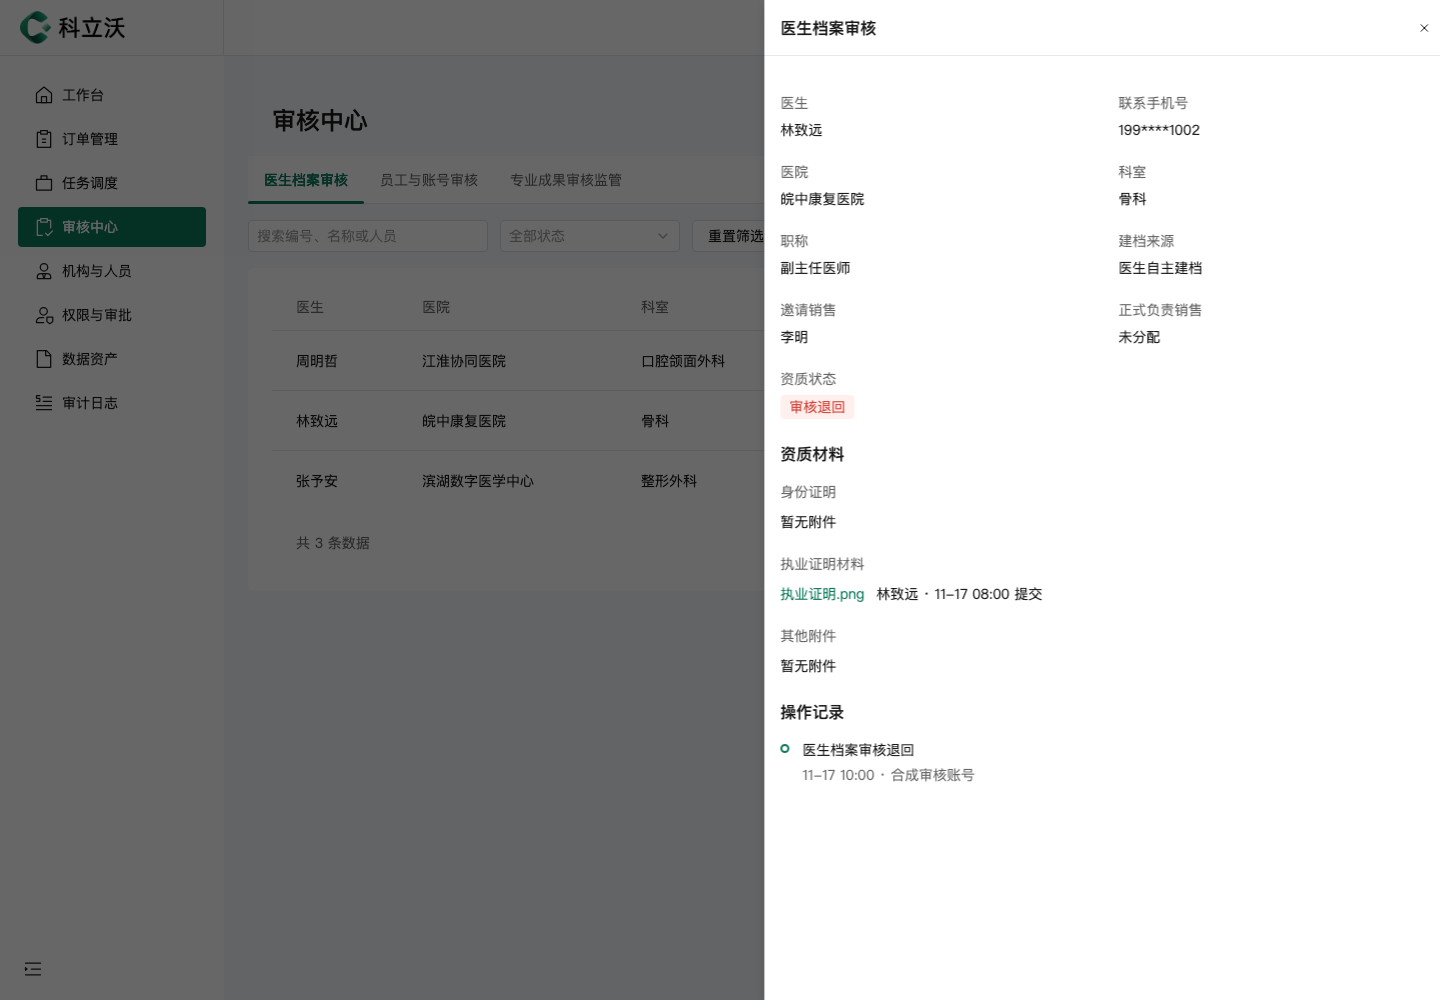 科立沃
工作台
订单管理
任务调度
审核中心
机构与人员
权限与审批
数据资产
审计日志
审核中心
医生档案审核 员工与账号审核 专业成果审核监管
搜索编号、名称或人员 全部状态 重置筛选
医生 医院 科室
周明哲 江淮协同医院 口腔颌面外科
林致远 皖中康复医院 骨科
张予安 滨湖数字医学中心 整形外科
共 3 条数据
医生档案审核
医生 联系手机号
林致远 199****1002
医院 科室
皖中康复医院 骨科
职称 建档来源
副主任医师 医生自主建档
邀请销售 正式负责销售
李明 未分配
资质状态
审核退回
资质材料
身份证明
暂无附件
执业证明材料
执业证明.png 林致远 · 11-17 08:00 提交
其他附件
暂无附件
操作记录
医生档案审核退回
11-17 10:00 · 合成审核账号